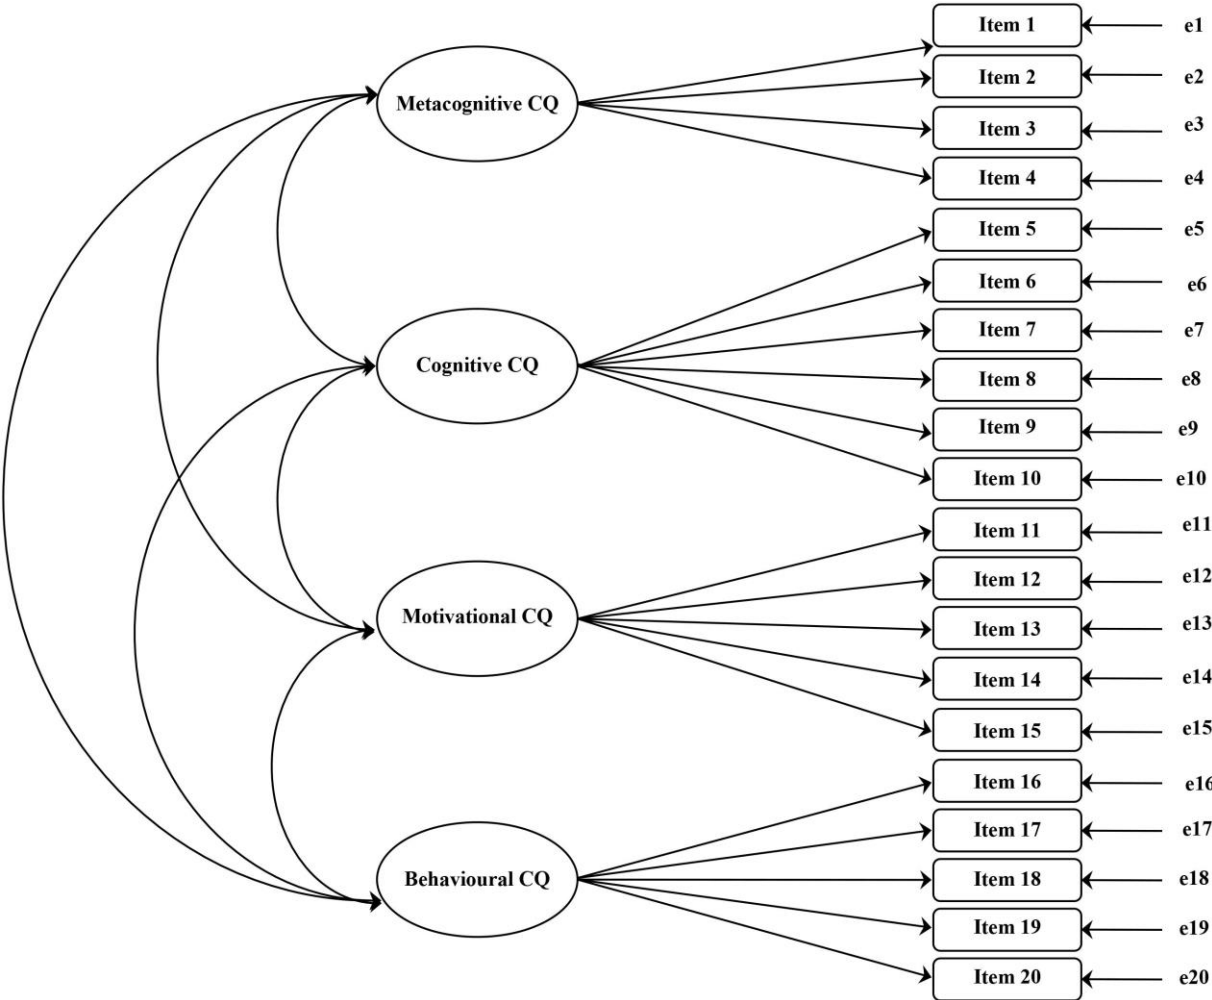 Item 1 e1
Metacognitive CQ
Item 2 e2
Item 3 e3
Item 4 e4
Item 5 e5
Item 6 e6
Item 7 e7
Cognitive CQ
Item 8 e8
Item 9 e9
Item 10 e10
Item 11 e11
Item 12 e12
Motivational CQ
Item 13 e13
Item 14 e14
Item 15 e15
Item 16 e16
Item 17 e17
Behavioural CQ
Item 18 e18
Item 19 e19
Item 20 e20